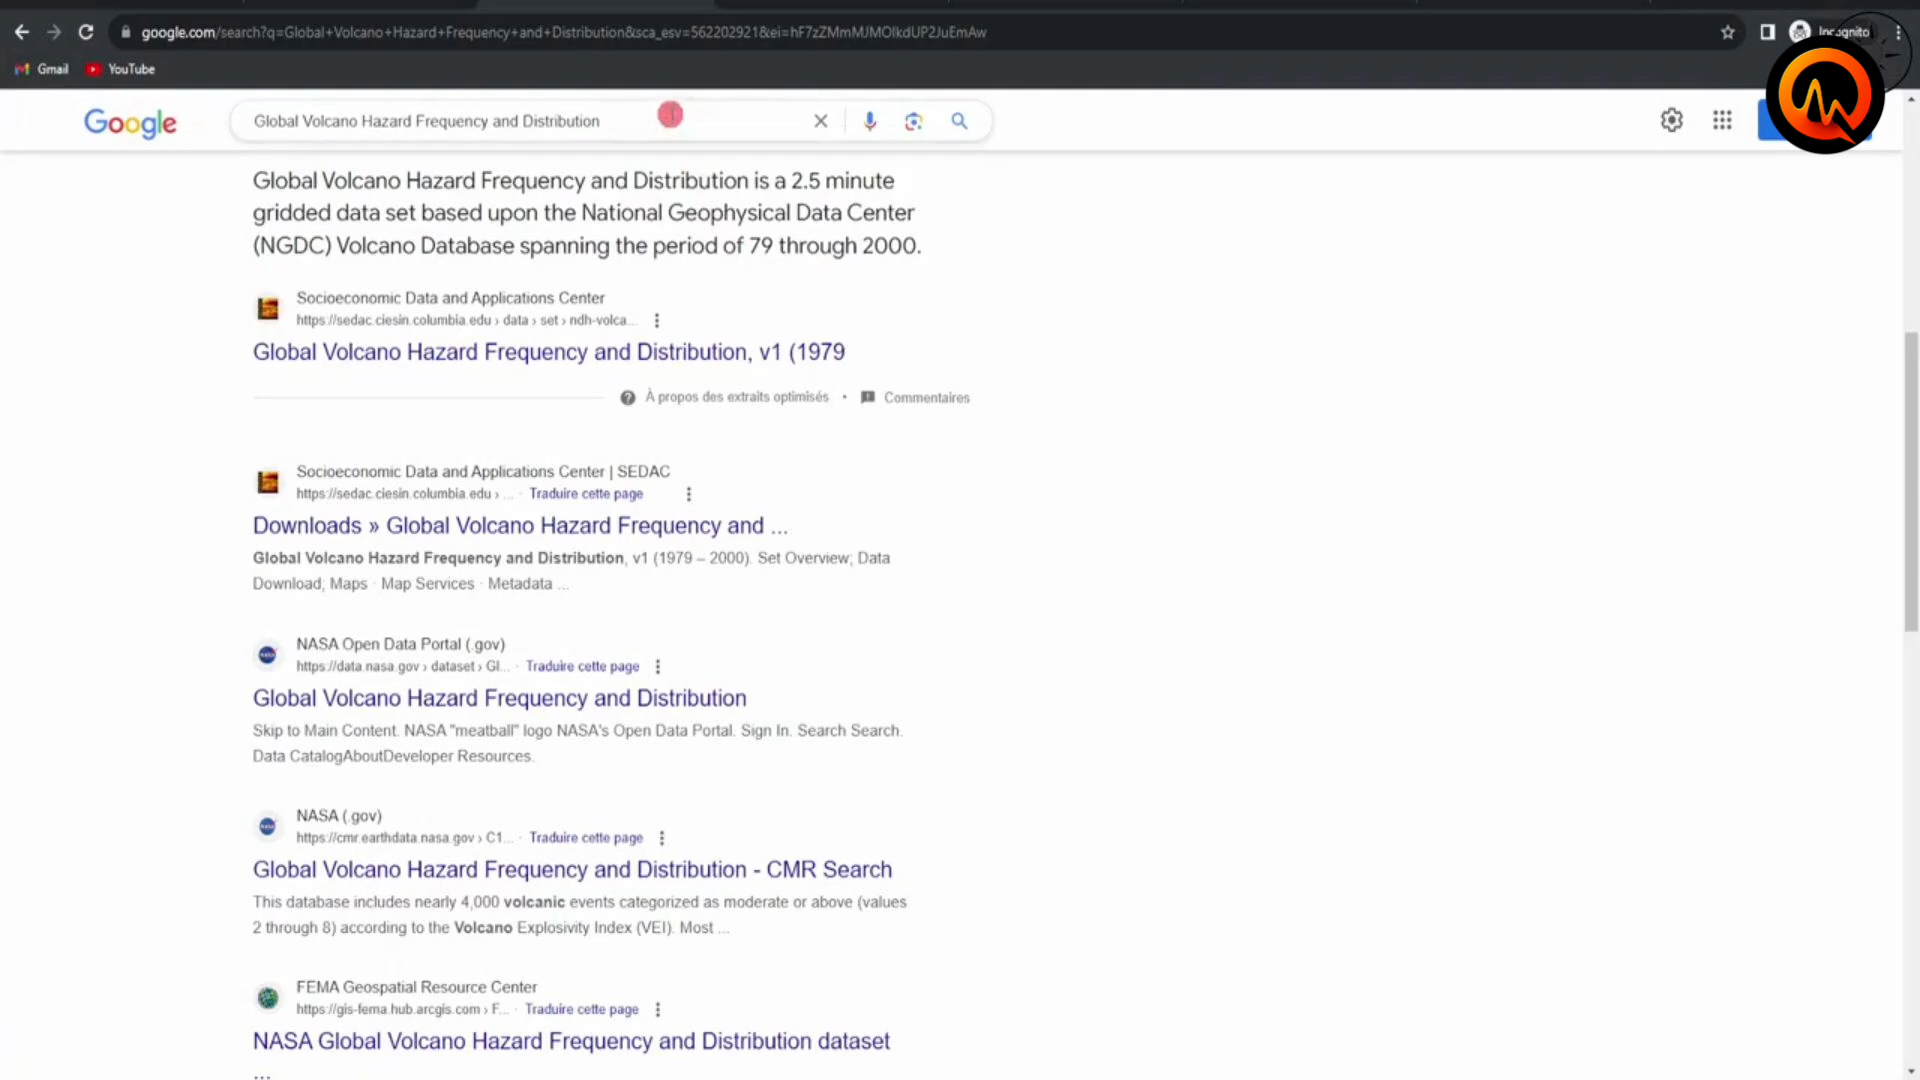 google.com/search?q=Global+Volcano+Hazard+Frequency+and+Distribution&sca_esv=562202921&ei=hF7zZMmMJMOlkdUP2JuEmAw
Incognito
Gmail YouTube
Google
Global Volcano Hazard Frequency and Distribution
Global Volcano Hazard Frequency and Distribution is a 2.5 minute
gridded data set based upon the National Geophysical Data Center
(NGDC) Volcano Database spanning the period of 79 through 2000.
Socioeconomic Data and Applications Center
https://sedac.ciesin.columbia.edu › data › set › ndh-volca...
Global Volcano Hazard Frequency and Distribution, v1 (1979
À propos des extraits optimisés • Commentaires
Socioeconomic Data and Applications Center | SEDAC
https://sedac.ciesin.columbia.edu › ... · Traduire cette page
Downloads » Global Volcano Hazard Frequency and ...
Global Volcano Hazard Frequency and Distribution, v1 (1979 – 2000). Set Overview; Data
Download; Maps · Map Services · Metadata ...
NASA Open Data Portal (.gov)
https://data.nasa.gov › dataset › Gl... · Traduire cette page
Global Volcano Hazard Frequency and Distribution
Skip to Main Content. NASA "meatball" logo NASA's Open Data Portal. Sign In. Search Search.
Data CatalogAboutDeveloper Resources.
NASA (.gov)
https://cmr.earthdata.nasa.gov › C1... · Traduire cette page
Global Volcano Hazard Frequency and Distribution - CMR Search
This database includes nearly 4,000 volcanic events categorized as moderate or above (values
2 through 8) according to the Volcano Explosivity Index (VEI). Most ...
FEMA Geospatial Resource Center
https://gis-fema.hub.arcgis.com › F... · Traduire cette page
NASA Global Volcano Hazard Frequency and Distribution dataset
...